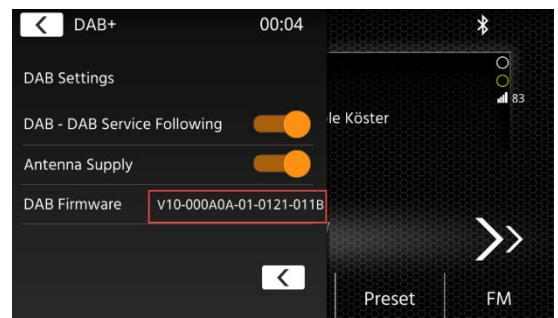 DAB+ 00:04
DAB Settings
83
DAB - DAB Service Following
le Köster
Antenna Supply
DAB Firmware V10-000A0A-01-0121-011B
Preset FM